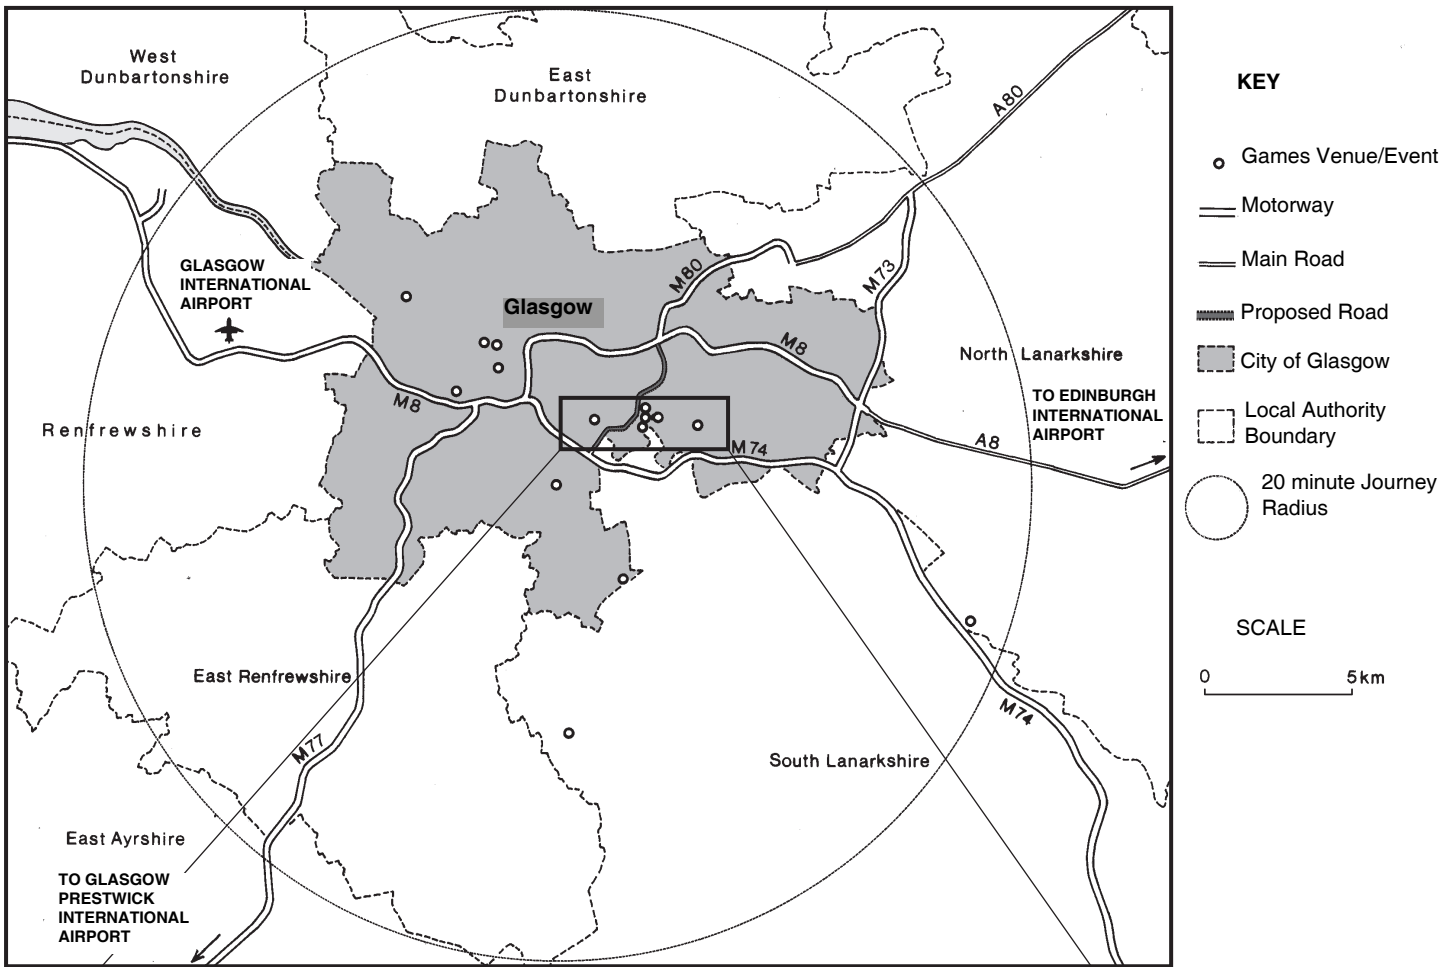 West
Dunbartonshire
East
Dunbartonshire
A80
GLASGOW
INTERNATIONAL
AIRPORT
Glasgow
M80
M73
M8
M8
North Lanarkshire
TO EDINBURGH
INTERNATIONAL
AIRPORT
Renfrewshire
A8
M74
East Renfrewshire
M77
M74
South Lanarkshire
East Ayrshire
TO GLASGOW
PRESTWICK
INTERNATIONAL
AIRPORT
KEY
Games Venue/Event
Motorway
Main Road
Proposed Road
City of Glasgow
Local Authority
Boundary
20 minute Journey
Radius
SCALE
0 5km